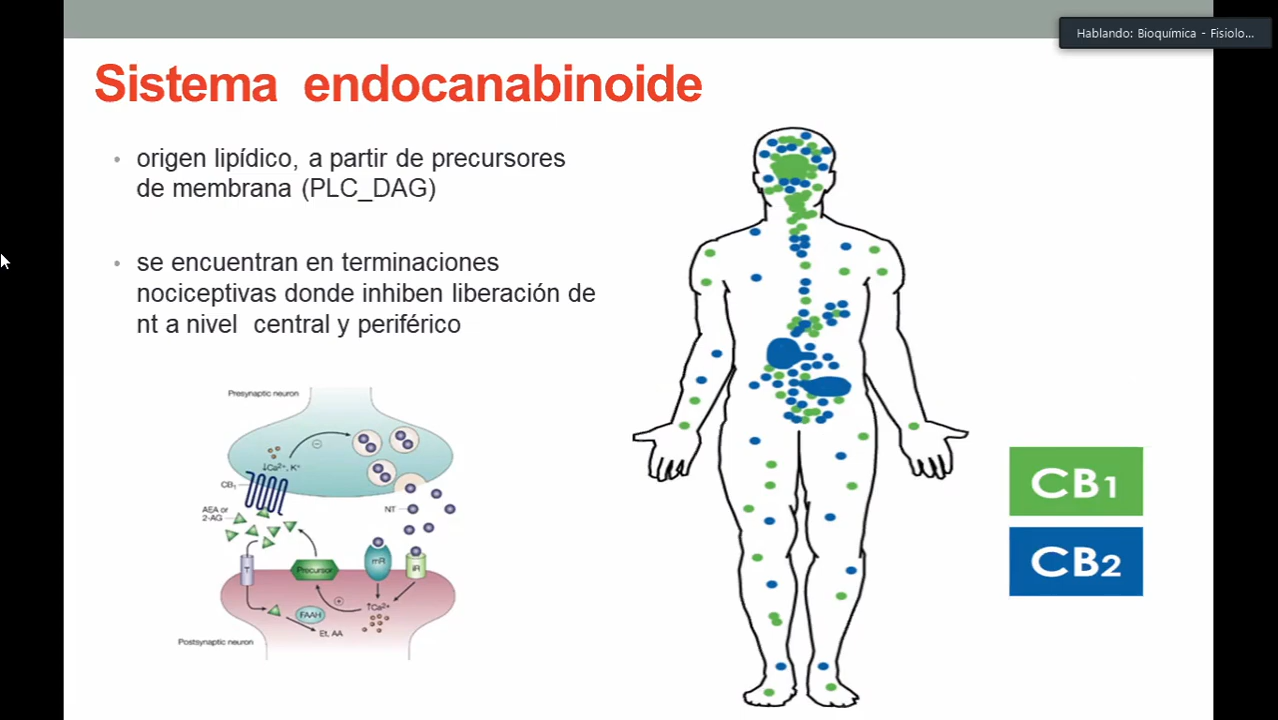 Hablando: Bioquímica - Fisiolo...
Sistema endocanabinoide
• origen lipídico, a partir de precursores
de membrana (PLC_DAG)
• se encuentran en terminaciones
nociceptivas donde inhiben liberación de
nt a nivel central y periférico
Presynaptic neuron
↓Ca2+, K+
CB1
AEA or
2-AG
NT
T
Precursor
mR
iR
↑Ca2+
FAAH
Et, AA
Postsynaptic neuron
CB1
CB2